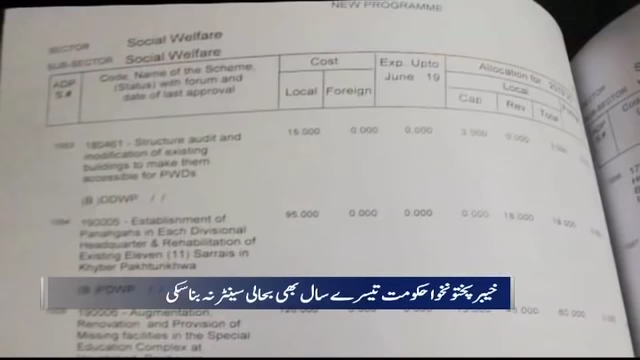 NEW PROGRAMME
SECTOR Social Welfare
SUB-SECTOR Social Welfare
ADP S.# Code, Name of the Scheme, (Status) with forum and date of last approval Cost Local Foreign Exp. Upto June 19 Allocation for Local Cap Rev Total
180461 - Structure audit and 15.000 0.000 0.000 0.000
modification of existing
buildings to make them
accessible for PWDs
(B) /DDWP / /
190005 - Establishment of 95.000 0.000 0.000 0.000
Panahgahs in Each Divisional
Headquarter & Rehabilitation of
Existing Eleven (11) Sarrais in
Khyber Pakhtunkhwa
خیبر پختونخوا حکومت تیسرے سال بھی بحالی سینٹر نہ بنا سکی
190006 - Augmentation,
Renovation and Provision of
Missing facilities in the Special
Education Complex at